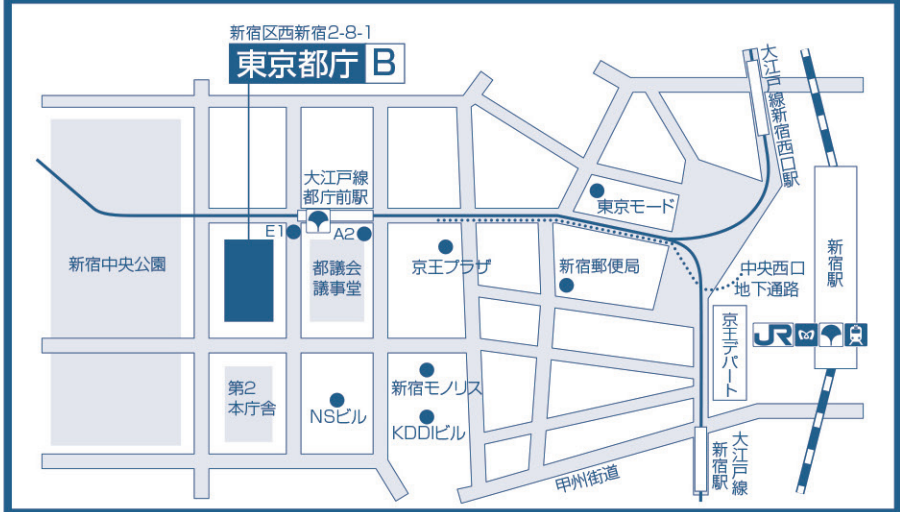 新宿区西新宿2-8-1
東京都庁 B
大江戸線新宿西口駅
大江戸線
都庁前駅
東京モード
E1
A2
新宿中央公園
都議会
議事堂
京王プラザ
新宿郵便局
中央西口
地下通路
新宿駅
京王デパート
JR
第2
本庁舎
NSビル
新宿モノリス
KDDIビル
甲州街道
大江戸線
新宿駅